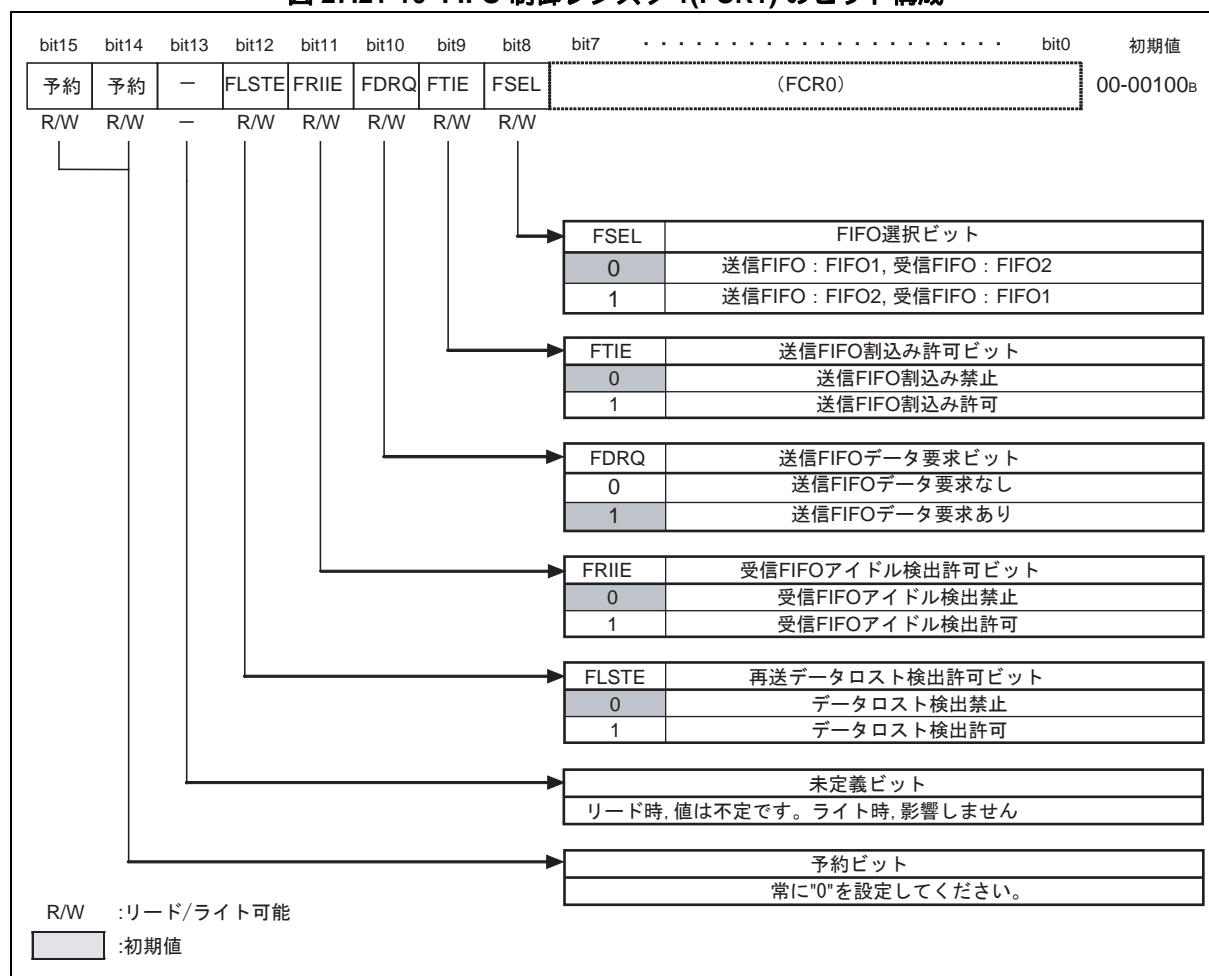 bit15 bit14 bit13 bit12 bit11 bit10 bit9 bit8 bit7 ・・・・・・・・・・・・・・・・・・・・・ bit0 初期値
予約 予約 － FLSTE FRIIE FDRQ FTIE FSEL (FCR0) 00-00100B
R/W R/W － R/W R/W R/W R/W R/W
FSEL FIFO選択ビット
0 送信FIFO：FIFO1, 受信FIFO：FIFO2
1 送信FIFO：FIFO2, 受信FIFO：FIFO1
FTIE 送信FIFO割込み許可ビット
0 送信FIFO割込み禁止
1 送信FIFO割込み許可
FDRQ 送信FIFOデータ要求ビット
0 送信FIFOデータ要求なし
1 送信FIFOデータ要求あり
FRIIE 受信FIFOアイドル検出許可ビット
0 受信FIFOアイドル検出禁止
1 受信FIFOアイドル検出許可
FLSTE 再送データロスト検出許可ビット
0 データロスト検出禁止
1 データロスト検出許可
未定義ビット
リード時, 値は不定です。ライト時, 影響しません
予約ビット
常に"0"を設定してください。
R/W :リード/ライト可能
:初期値